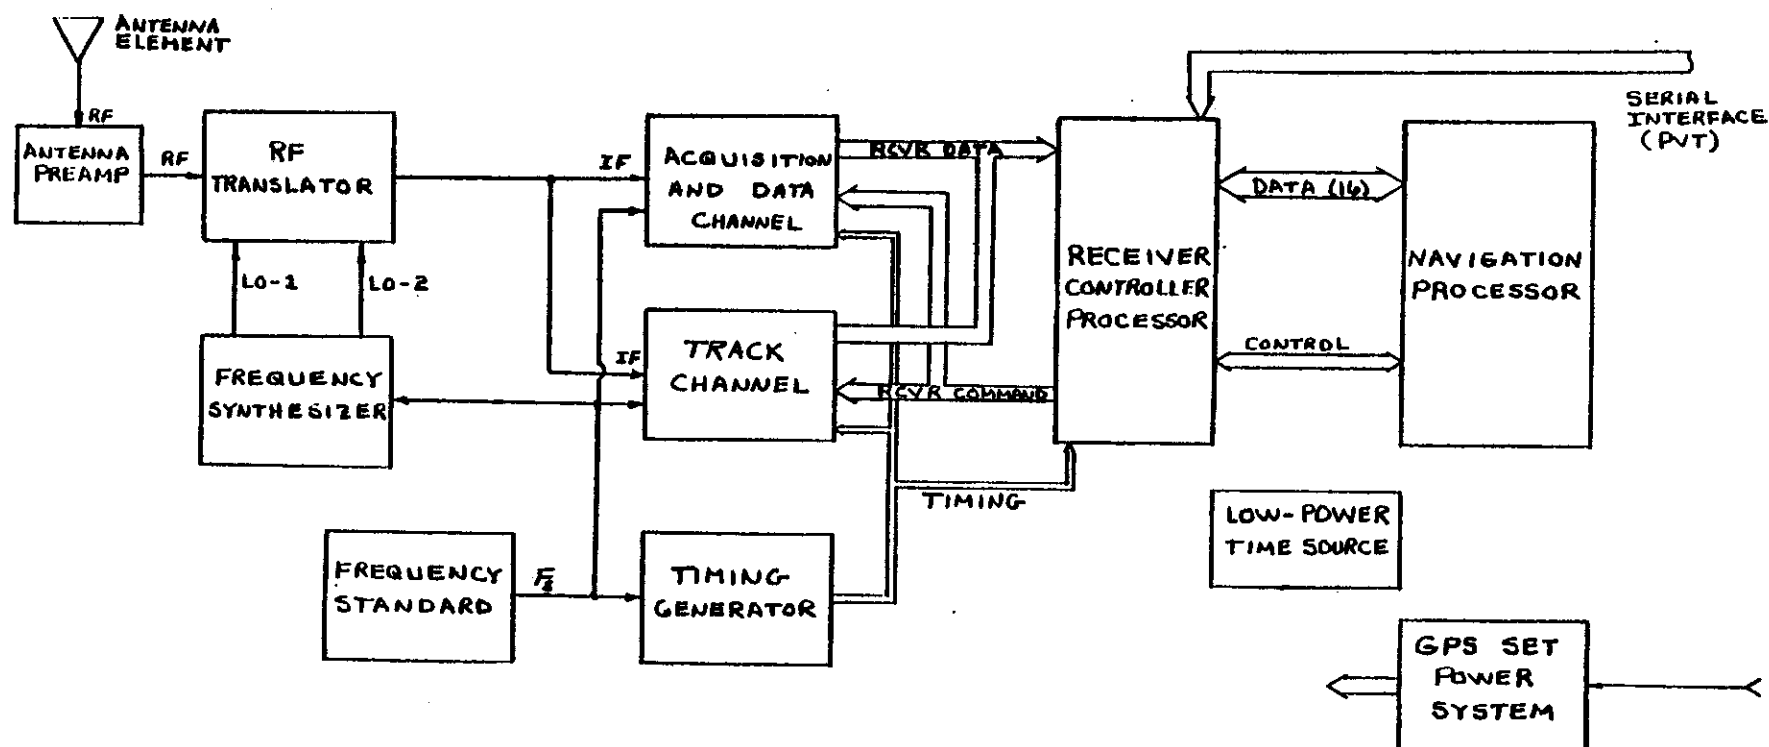 ANTENNA
ELEMENT
RF
ANTENNA
PREAMP
RF
RF
TRANSLATOR
LO-1
LO-2
FREQUENCY
SYNTHESIZER
IF
ACQUISITION
AND DATA
CHANNEL
RCVR DATA
IF
TRACK
CHANNEL
RCVR COMMAND
RECEIVER
CONTROLLER
PROCESSOR
SERIAL
INTERFACE
(PVT)
DATA (16)
CONTROL
NAVIGATION
PROCESSOR
TIMING
FREQUENCY
STANDARD
TIMING
GENERATOR
LOW-POWER
TIME SOURCE
GPS SET
POWER
SYSTEM